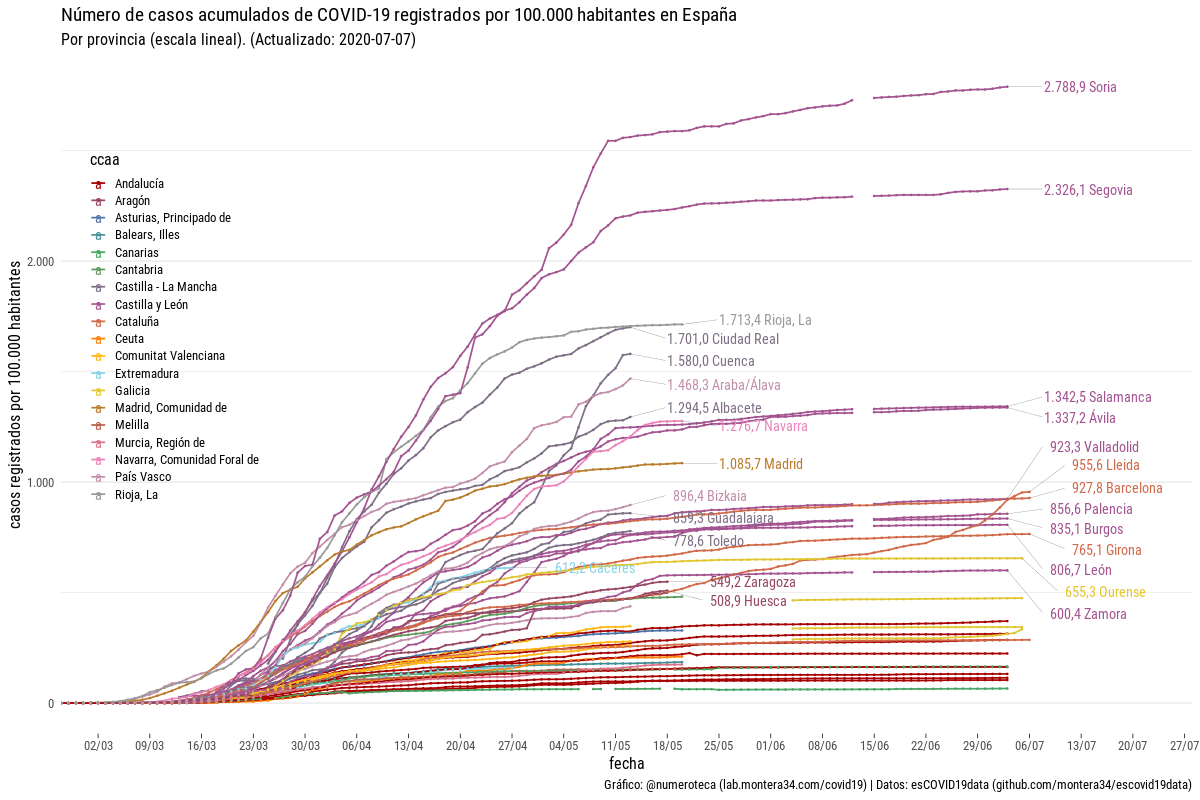 Número de casos acumulados de COVID-19 registrados por 100.000 habitantes en España
Por provincia (escala lineal). (Actualizado: 2020-07-07)
casos registrados por 100.000 habitantes
2.000
1.000
0
ccaa
Andalucía
Aragón
Asturias, Principado de
Balears, Illes
Canarias
Cantabria
Castilla - La Mancha
Castilla y León
Cataluña
Ceuta
Comunitat Valenciana
Extremadura
Galicia
Madrid, Comunidad de
Melilla
Murcia, Región de
Navarra, Comunidad Foral de
País Vasco
Rioja, La
2.788,9 Soria
2.326,1 Segovia
1.713,4 Rioja, La
1.701,0 Ciudad Real
1.580,0 Cuenca
1.468,3 Araba/Álava
1.294,5 Albacete
1.276,7 Navarra
1.085,7 Madrid
896,4 Bizkaia
859,3 Guadalajara
778,6 Toledo
612,2 Cáceres
549,2 Zaragoza
508,9 Huesca
1.342,5 Salamanca
1.337,2 Ávila
923,3 Valladolid
955,6 Lleida
927,8 Barcelona
856,6 Palencia
835,1 Burgos
765,1 Girona
806,7 León
655,3 Ourense
600,4 Zamora
02/03 09/03 16/03 23/03 30/03 06/04 13/04 20/04 27/04 04/05 11/05 18/05 25/05 01/06 08/06 15/06 22/06 29/06 06/07 13/07 20/07 27/07
fecha
Gráfico: @numeroteca (lab.montera34.com/covid19) | Datos: esCOVID19data (github.com/montera34/escovid19data)